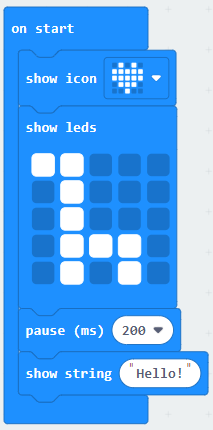 on start
show icon
show leds
pause (ms) 200
show string "Hello!"